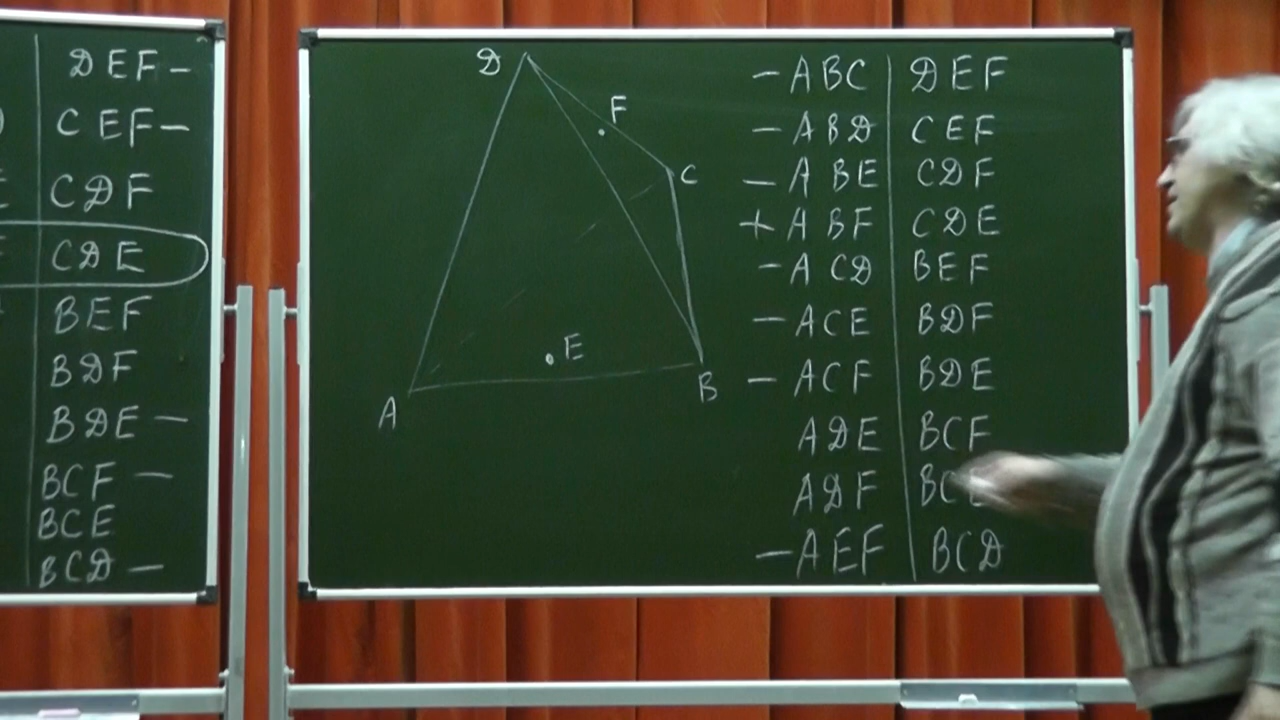 DEF -
CEF -
CDF
CDE
BEF
BDF
BDE -
BCF -
BCE
BCD -
D
F
C
E
A
B
- ABC | DEF
- ABD | CEF
- ABE | CDF
+ ABF | CDE
- ACD | BEF
- ACE | BDF
- ACF | BDE
ADE | BCF
ADF | BC
- AEF | BCD